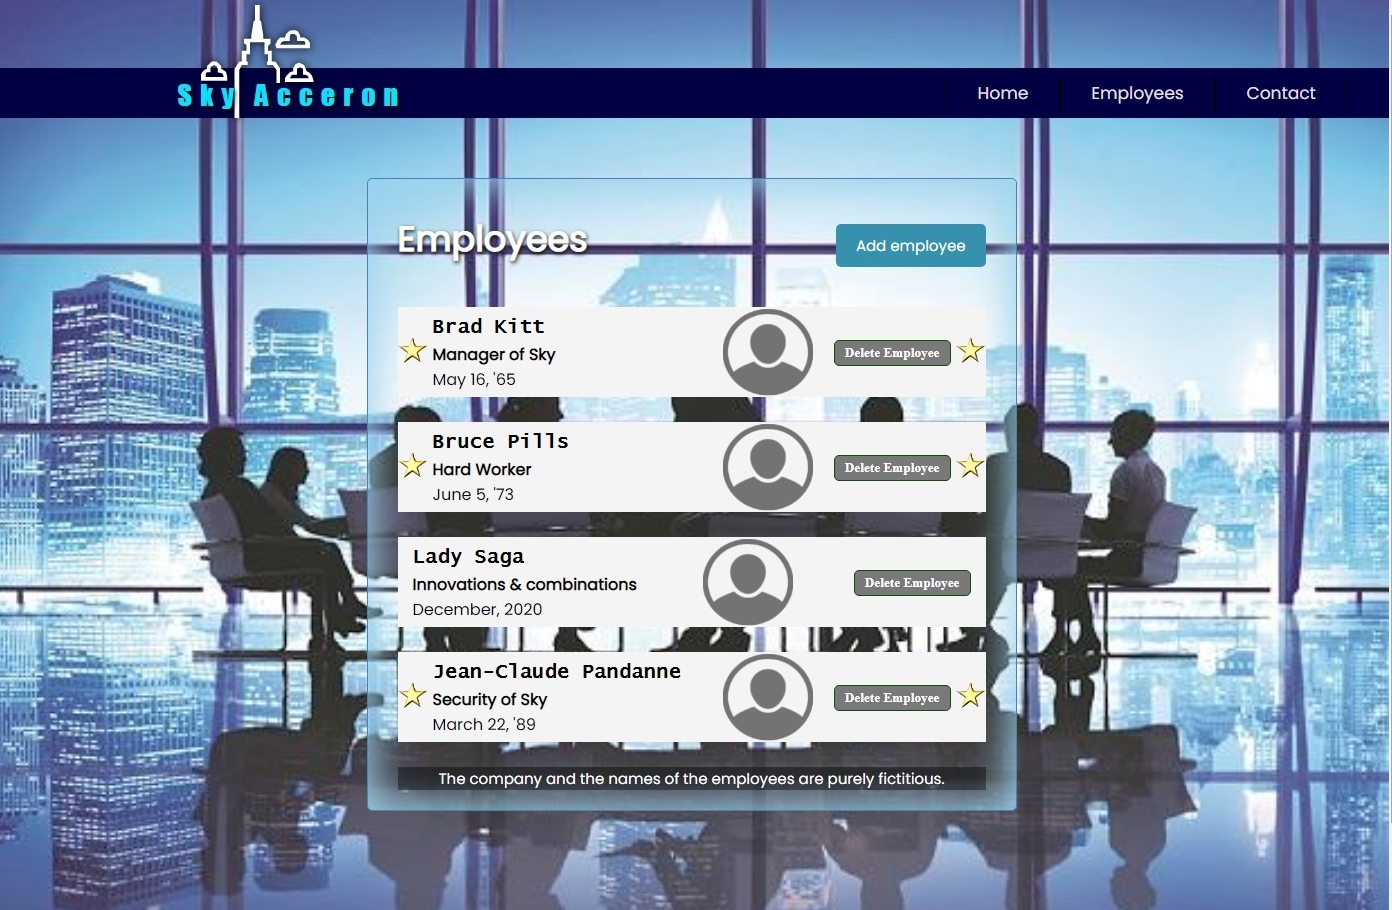 Sky Acceron
Home Employees Contact
Employees
Add employee
Brad Kitt
Manager of Sky
May 16, '65
Delete Employee
Bruce Pills
Hard Worker
June 5, '73
Delete Employee
Lady Saga
Innovations & combinations
December, 2020
Delete Employee
Jean-Claude Pandanne
Security of Sky
March 22, '89
Delete Employee
The company and the names of the employees are purely fictitious.